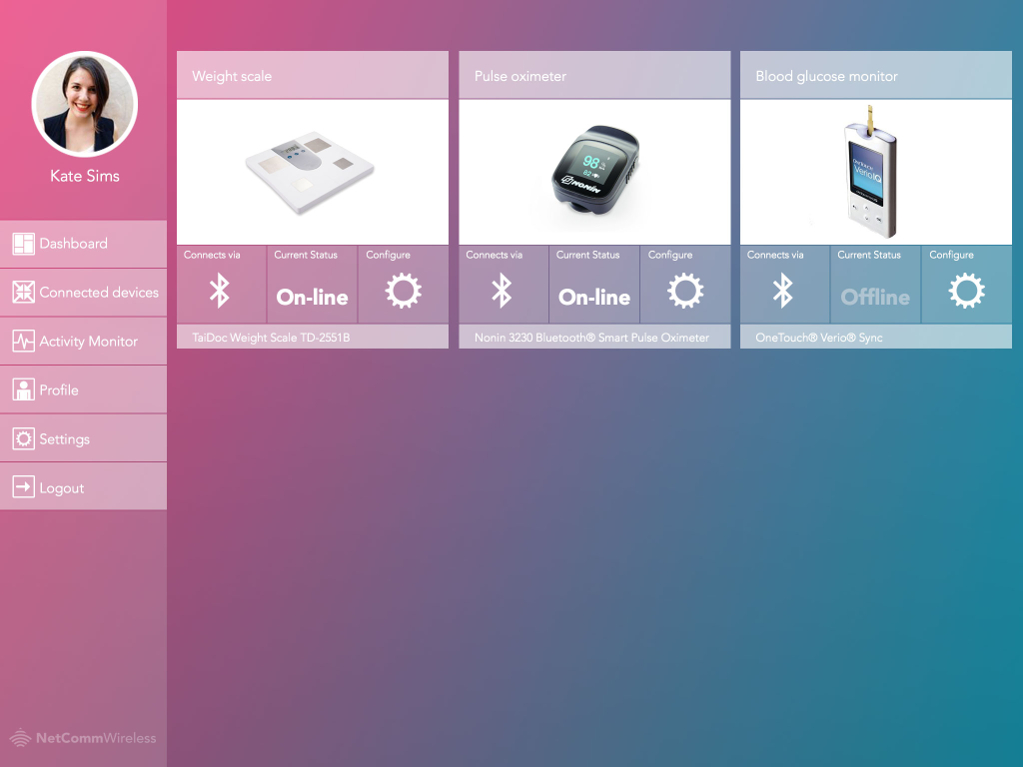 Kate Sims
Dashboard
Connected devices
Activity Monitor
Profile
Settings
Logout
NetCommWireless
Weight scale
Connects via
Current Status
Configure
On-line
TaiDoc Weight Scale TD-2551B
Pulse oximeter
98
NONIN
Connects via
Current Status
Configure
On-line
Nonin 3230 Bluetooth® Smart Pulse Oximeter
Blood glucose monitor
VerioIQ
Connects via
Current Status
Configure
Offline
OneTouch® Verio® Sync